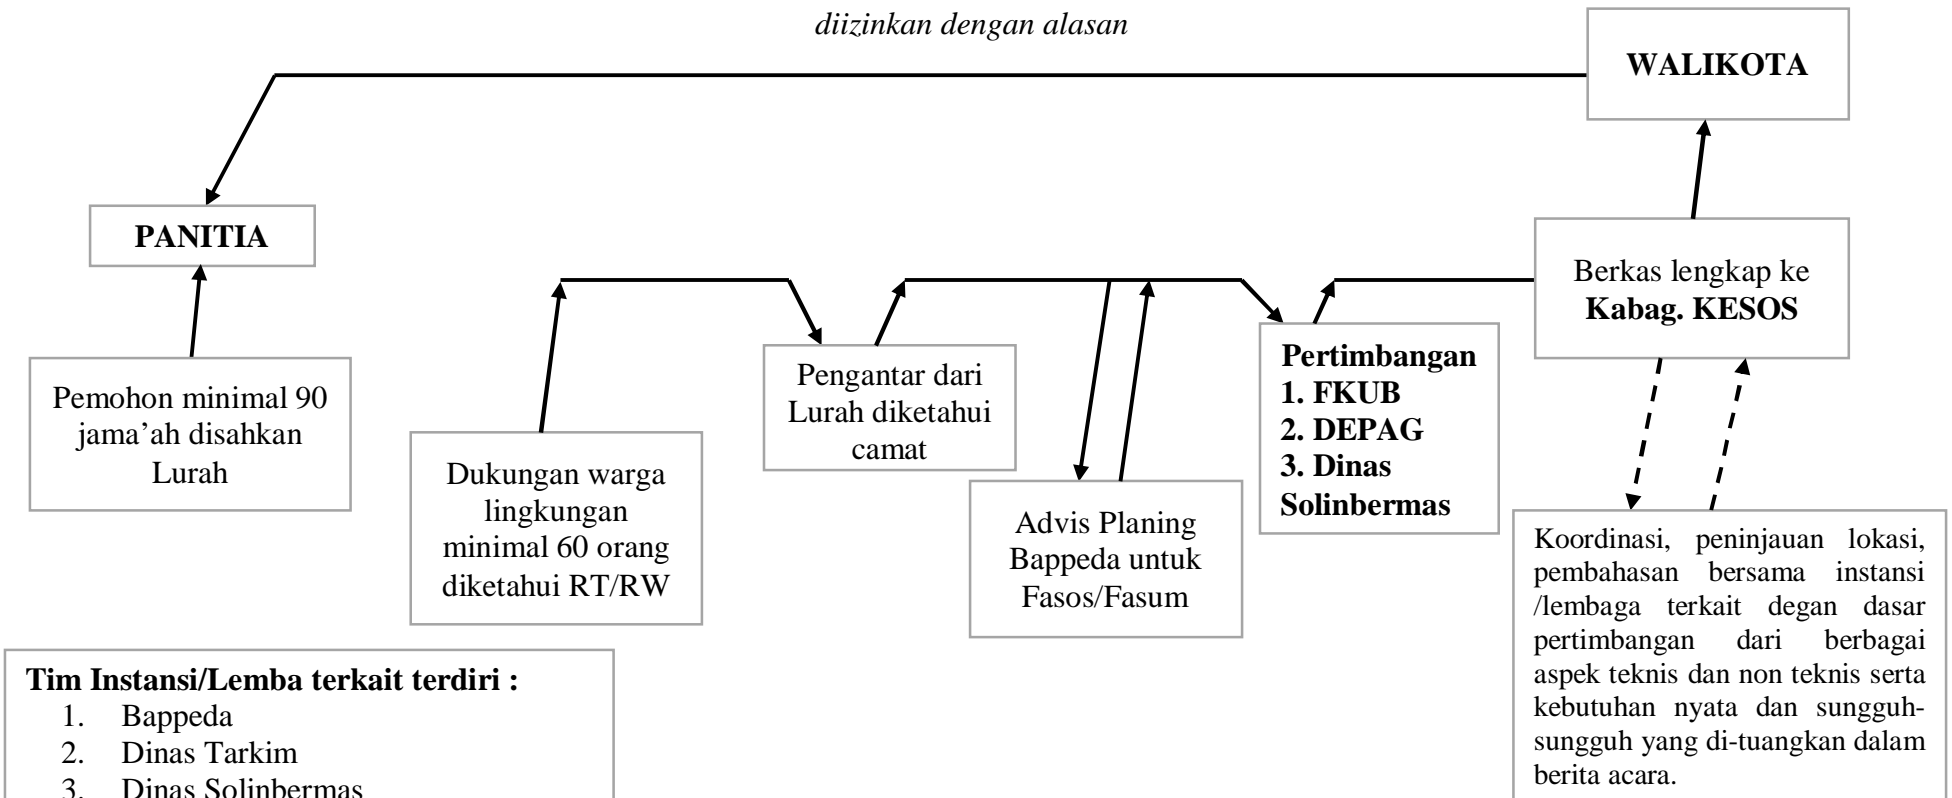 diizinkan dengan alasan
WALIKOTA
PANITIA
Berkas lengkap ke
Kabag. KESOS
Pemohon minimal 90
jama’ah disahkan
Lurah
Dukungan warga
lingkungan
minimal 60 orang
diketahui RT/RW
Pengantar dari
Lurah diketahui
camat
Advis Planing
Bappeda untuk
Fasos/Fasum
Pertimbangan
1. FKUB
2. DEPAG
3. Dinas
Solinbermas
Koordinasi, peninjauan lokasi,
pembahasan bersama instansi
/lembaga terkait degan dasar
pertimbangan dari berbagai
aspek teknis dan non teknis serta
kebutuhan nyata dan sungguh-
sungguh yang di-tuangkan dalam
berita acara.
Tim Instansi/Lemba terkait terdiri :
1. Bappeda
2. Dinas Tarkim
3. Dinas Solinbermas